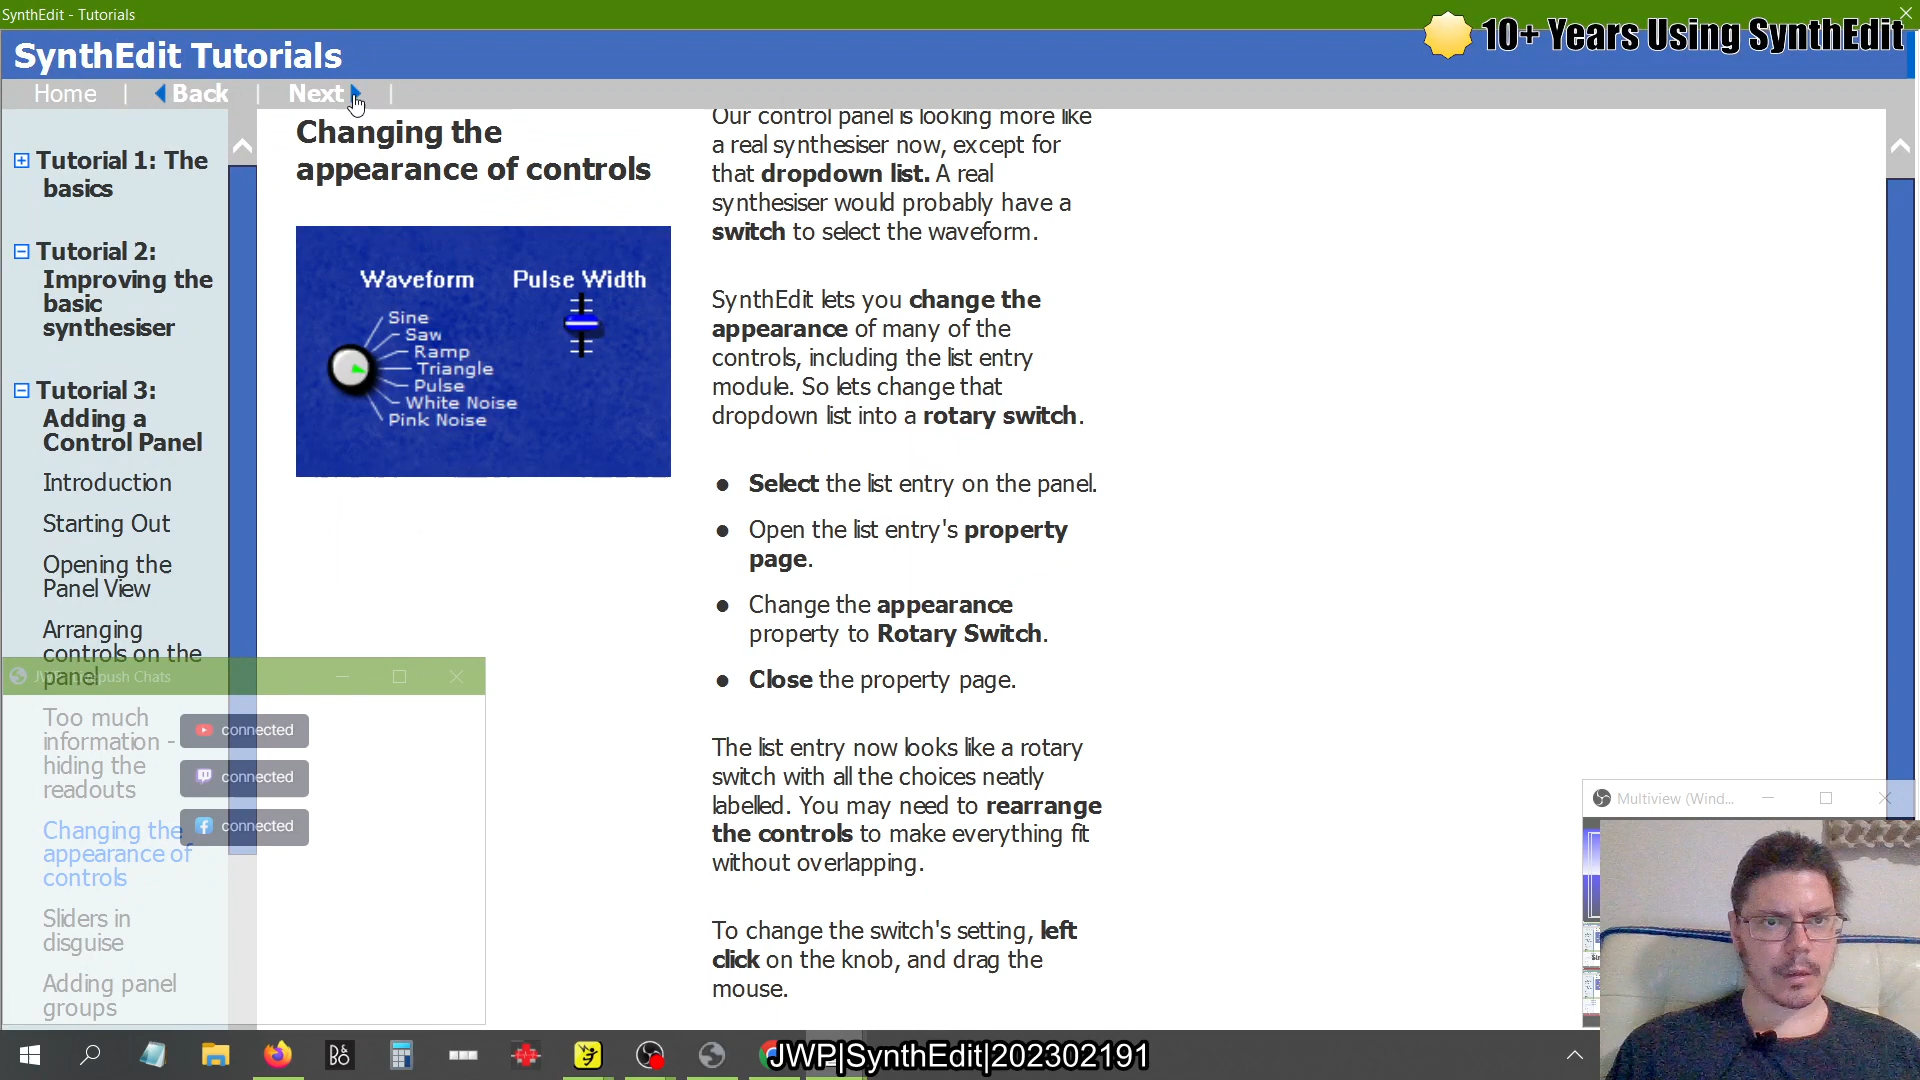 SynthEdit - Tutorials
10+ Years Using SynthEdit
SynthEdit Tutorials
Home | Back | Next |
Tutorial 1: The
basics
Tutorial 2:
Improving the
basic
synthesiser
Tutorial 3:
Adding a
Control Panel
Introduction
Starting Out
Opening the
Panel View
Arranging
controls on the
panel
push Chats
Too much
information -
hiding the
readouts
Changing the
appearance of
controls
Sliders in
disguise
Adding panel
groups
connected
connected
connected
Changing the
appearance of controls
Waveform Pulse Width
Sine
Saw
Ramp
Triangle
Pulse
White Noise
Pink Noise
Our control panel is looking more like
a real synthesiser now, except for
that dropdown list. A real
synthesiser would probably have a
switch to select the waveform.
SynthEdit lets you change the
appearance of many of the
controls, including the list entry
module. So lets change that
dropdown list into a rotary switch.
● Select the list entry on the panel.
● Open the list entry's property
page.
● Change the appearance
property to Rotary Switch.
● Close the property page.
The list entry now looks like a rotary
switch with all the choices neatly
labelled. You may need to rearrange
the controls to make everything fit
without overlapping.
To change the switch's setting, left
click on the knob, and drag the
mouse.
Multiview (Wind...
JWP|SynthEdit|202302191